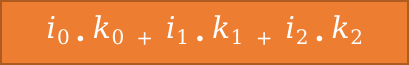 i₀.k₀ + i₁.k₁ + i₂.k₂